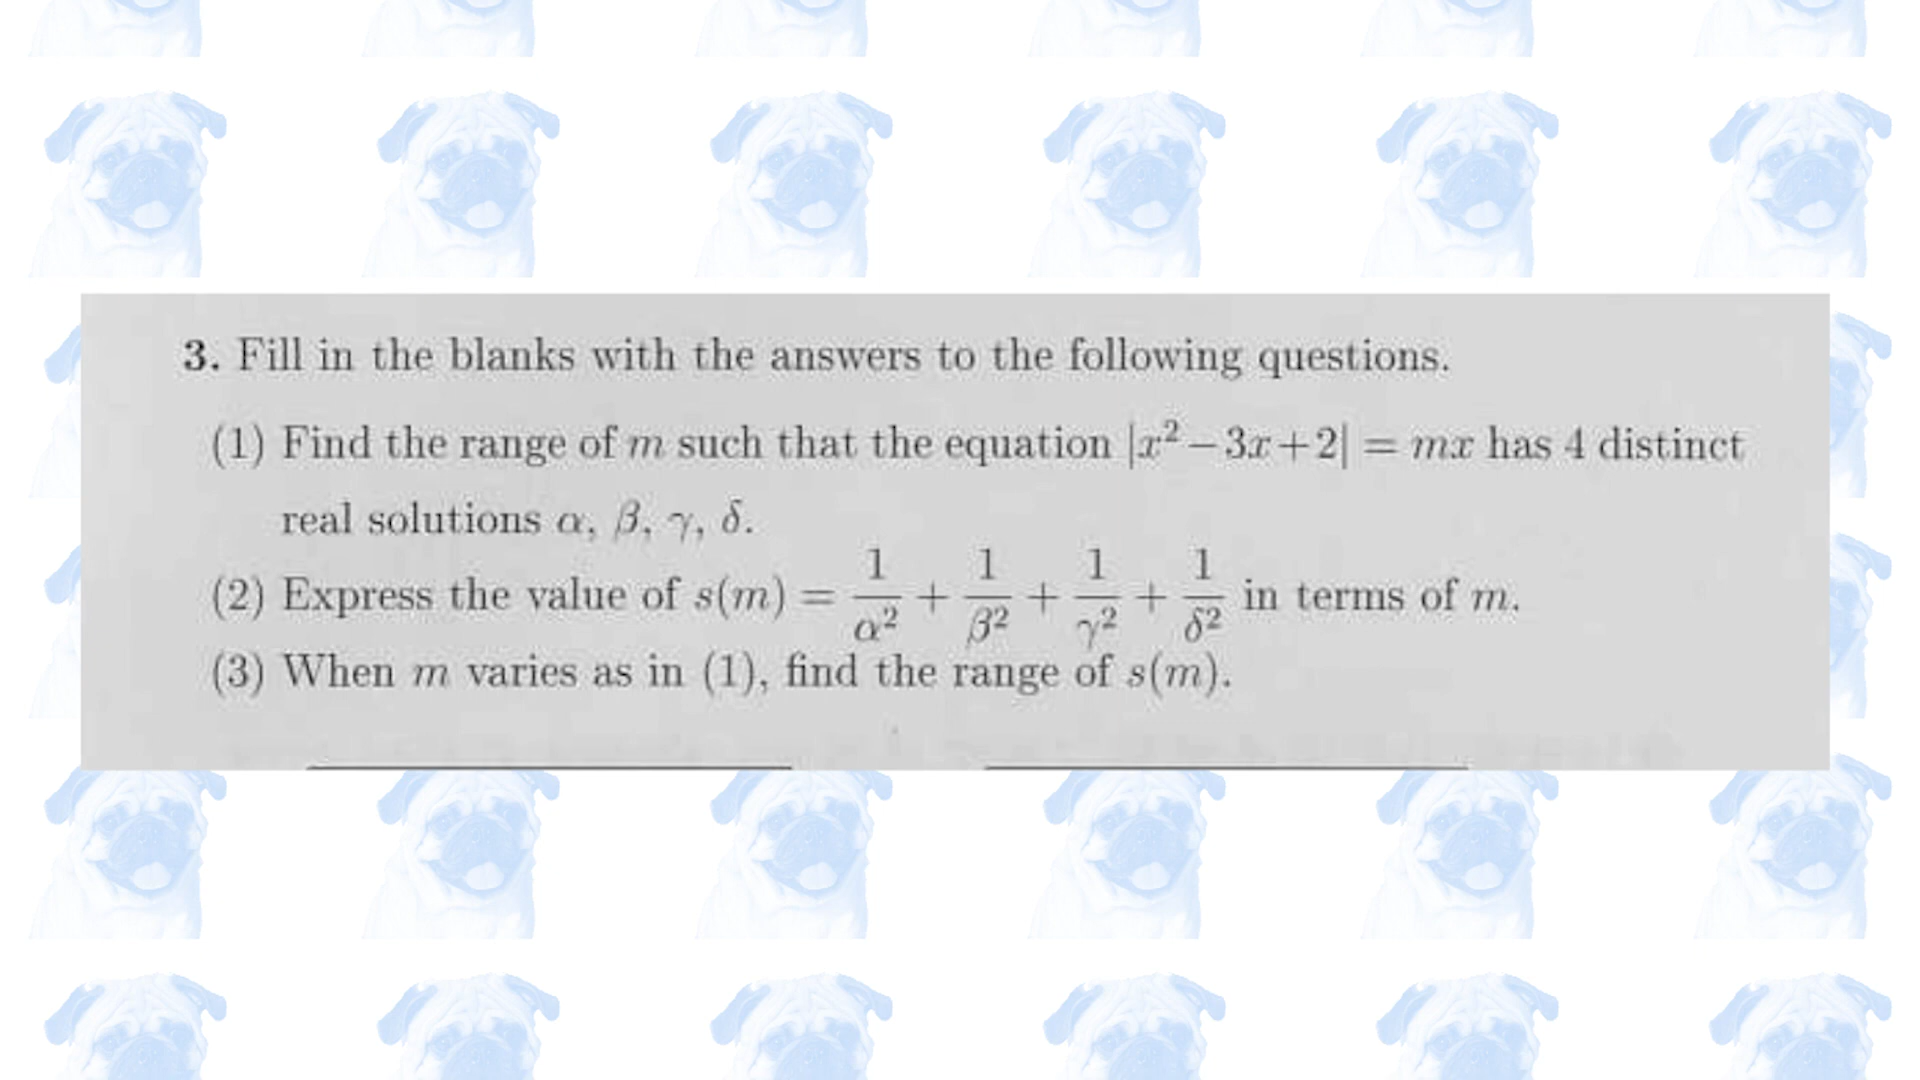 3. Fill in the blanks with the answers to the following questions.
(1) Find the range of m such that the equation |x² − 3x + 2| = mx has 4 distinct
real solutions α, β, γ, δ.
(2) Express the value of s(m) = 1/α² + 1/β² + 1/γ² + 1/δ² in terms of m.
(3) When m varies as in (1), find the range of s(m).